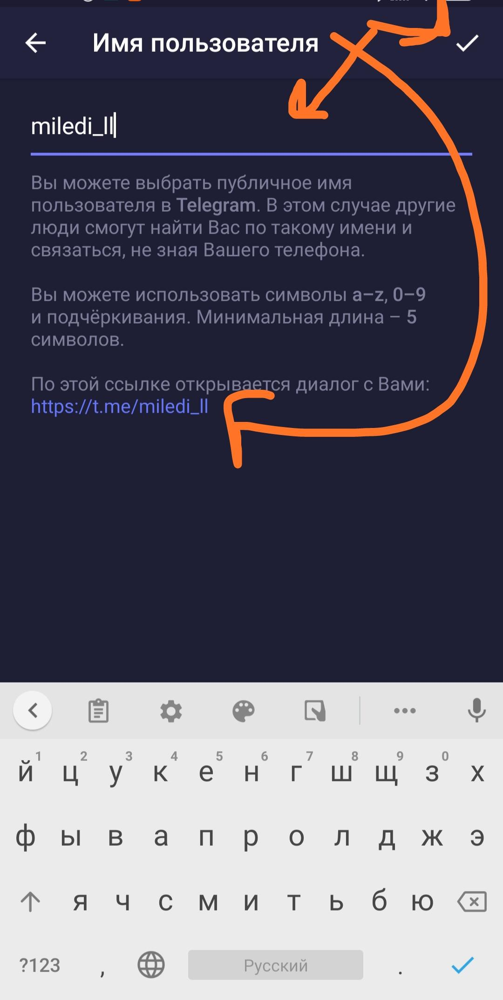 Имя пользователя
miledi_ll
Вы можете выбрать публичное имя
пользователя в Telegram. В этом случае другие
люди смогут найти Вас по такому имени и
связаться, не зная Вашего телефона.
Вы можете использовать символы a–z, 0–9
и подчёркивания. Минимальная длина – 5
символов.
По этой ссылке открывается диалог с Вами:
https://t.me/miledi_ll
1 2 3 4 5 6 7 8 9 0
й ц у к е н г ш щ з х
ф ы в а п р о л д ж э
я ч с м и т ь б ю
?123 , Русский .